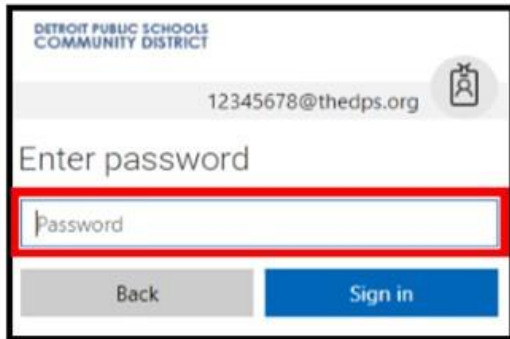 DETROIT PUBLIC SCHOOLS
COMMUNITY DISTRICT
12345678@thedps.org
Enter password
Password
Back
Sign in